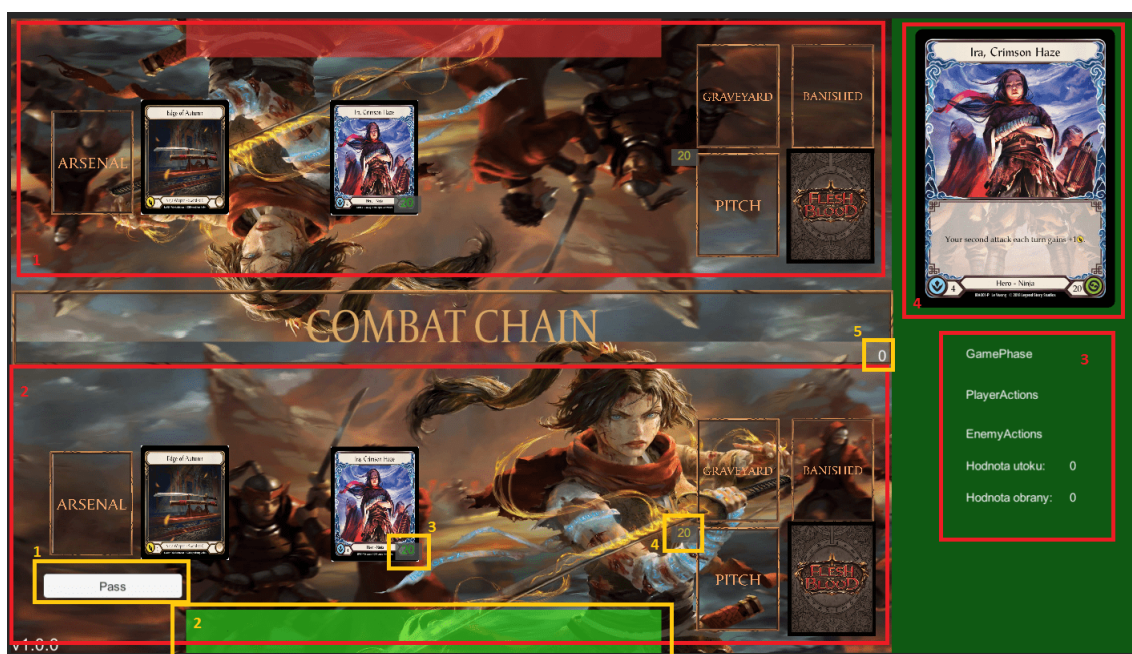 Ira, Crimson Haze
GRAVEYARD
BANISHED
Edge of Autumn
Ira, Crimson Haze
ARSENAL
20
20
PITCH
FLESH
BLOOD
Your second attack each turn gains +1
1
4
Hero - Ninja
20
4
COMBAT CHAIN
5
0
GamePhase
3
PlayerActions
2
EnemyActions
Edge of Autumn
Ira, Crimson Haze
GRAVEYARD
BANISHED
Hodnota utoku: 0
ARSENAL
Hodnota obrany: 0
3
20
4
20
1
PITCH
FLESH
BLOOD
Pass
2
v1.0.0